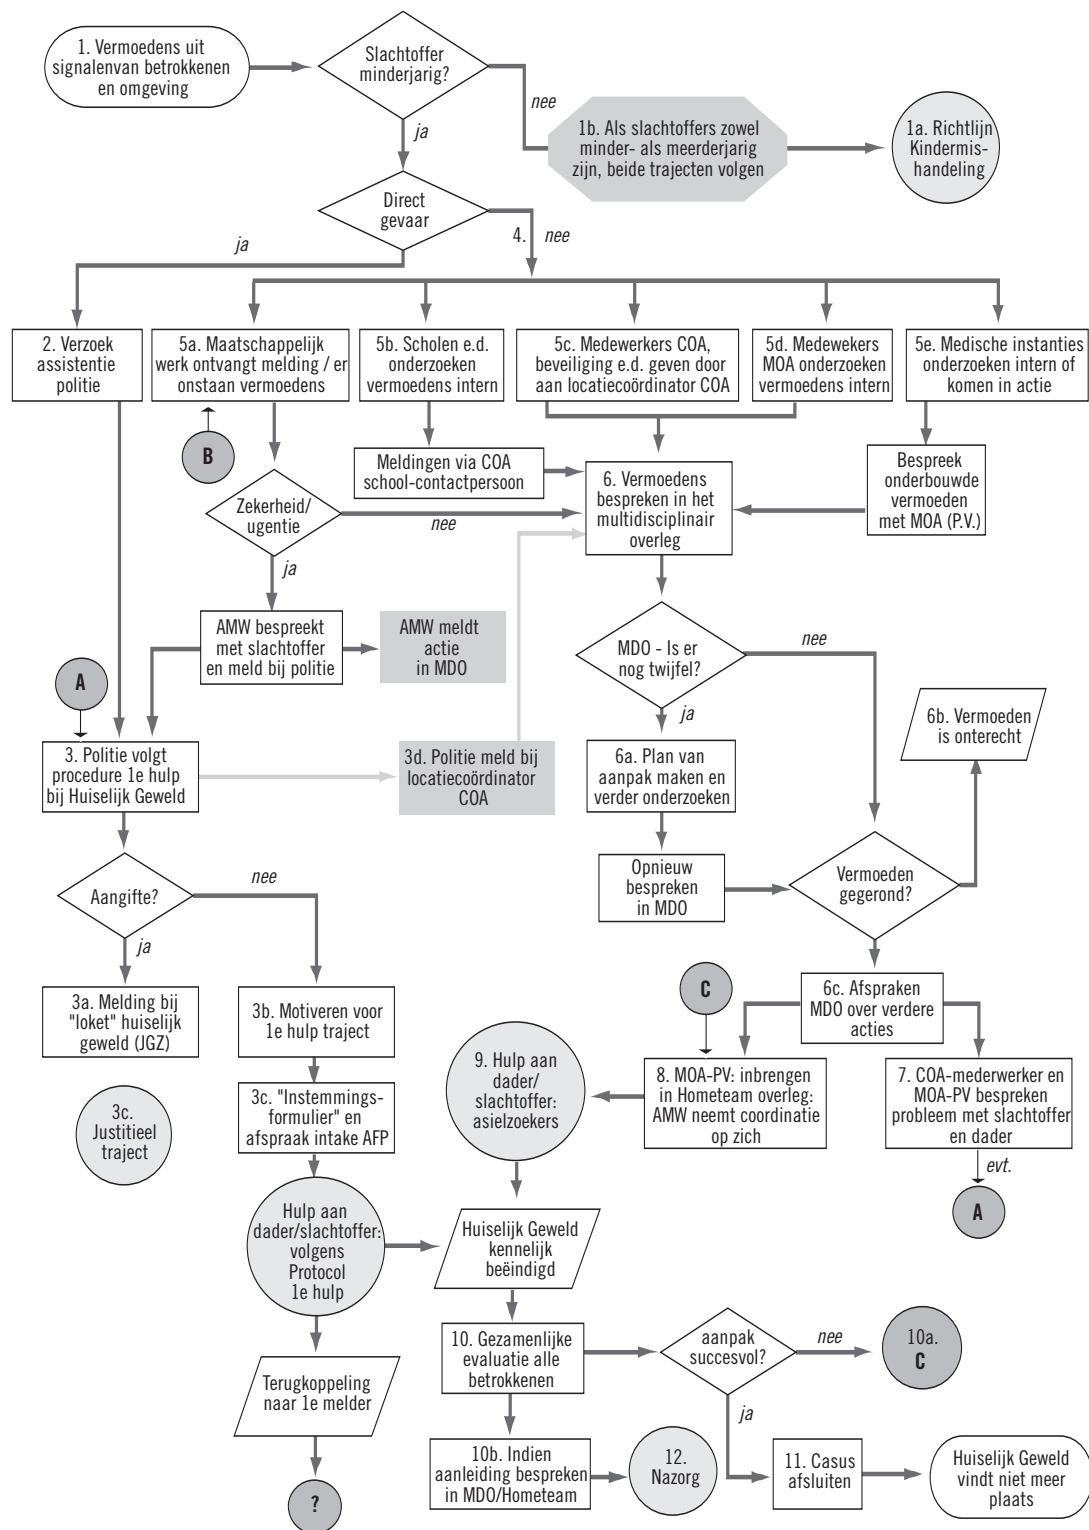 1. Vermoedens uit
signalenvan betrokkenen
en omgeving
Slachtoffer
minderjarig?
nee
ja
1b. Als slachtoffers zowel
minder- als meerderjarig
zijn, beide trajecten volgen
1a. Richtlijn
Kindermis-
handeling
Direct
gevaar
ja
4.
nee
2. Verzoek
assistentie
politie
5a. Maatschappelijk
werk ontvangt melding / er
onstaan vermoedens
5b. Scholen e.d.
onderzoeken
vermoedens intern
5c. Medewerkers COA,
beveiliging e.d. geven door
aan locatiecoördinator COA
5d. Medewekers
MOA onderzoeken
vermoedens intern
5e. Medische instanties
onderzoeken intern of
komen in actie
B
Meldingen via COA
school-contactpersoon
Bespreek
onderbouwde
vermoeden
met MOA (P.V.)
Zekerheid/
ugentie
nee
ja
6. Vermoedens
bespreken in het
multidisciplinair
overleg
AMW bespreekt
met slachtoffer
en meld bij politie
AMW meldt
actie
in MDO
MDO - Is er
nog twijfel?
nee
ja
A
6b. Vermoeden
is onterecht
3. Politie volgt
procedure 1e hulp
bij Huiselijk Geweld
3d. Politie meld bij
locatiecoördinator
COA
6a. Plan van
aanpak maken en
verder onderzoeken
Aangifte?
nee
ja
Opnieuw
bespreken
in MDO
Vermoeden
gegerond?
3a. Melding bij
"loket" huiselijk
geweld (JGZ)
3b. Motiveren voor
1e hulp traject
C
6c. Afspraken
MDO over verdere
acties
9. Hulp aan
dader/
slachtoffer:
asielzoekers
8. MOA-PV: inbrengen
in Hometeam overleg:
AMW neemt coordinatie
op zich
7. COA-mederwerker en
MOA-PV bespreken
probleem met slachtoffer
en dader
3c.
Justitieel
traject
3c. "Instemmings-
formulier" en
afspraak intake AFP
evt.
A
Hulp aan
dader/slachtoffer:
volgens
Protocol
1e hulp
Huiselijk Geweld
kennelijk
beëindigd
10. Gezamenlijke
evaluatie alle
betrokkenen
aanpak
succesvol?
nee
ja
10a.
C
Terugkoppeling
naar 1e melder
10b. Indien
aanleiding bespreken
in MDO/Hometeam
12.
Nazorg
11. Casus
afsluiten
Huiselijk Geweld
vindt niet meer
plaats
?